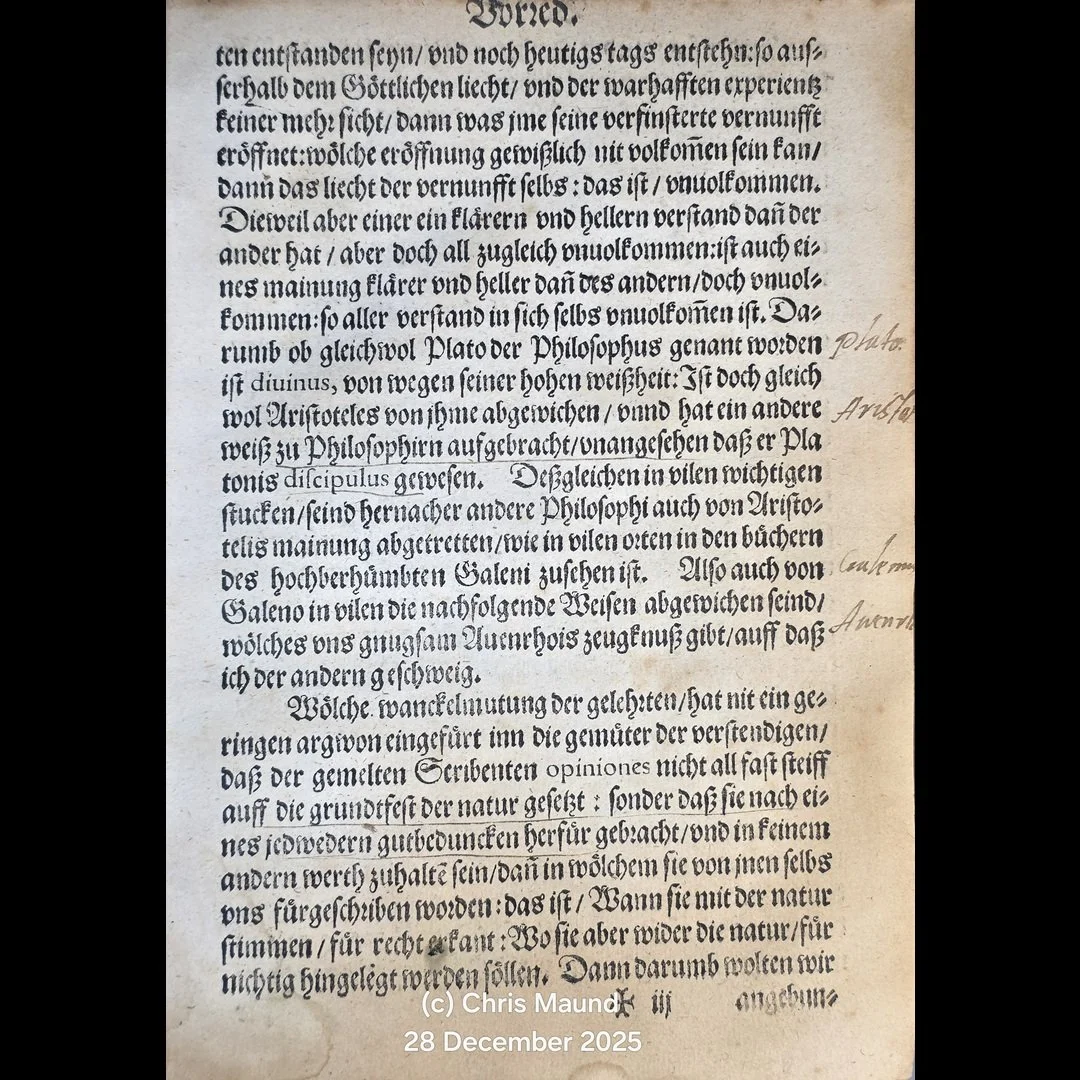 Vorred.
ten entstanden seyn/ vnd noch heutigs tags entstehn:so aus-
serhalb dem Göttlichen liecht/ vnd der warhafften experientz
keiner mehr sicht/ dann was jme seine verfinsterte vernunfft
eröffnet:wölche eröffnung gewißlich nit volkom̃en sein kan/
dann̄ das liecht der vernunfft selbs : das ist / vnuolkommen.
Dieweil aber einer ein klärern vnd hellern verstand dañ der
ander hat / aber doch all zugleich vnuolkommen:ist auch ei-
nes mainung klärer vnd heller dañ des andern/doch vnuol-
kommen:so aller verstand in sich selbs vnuolkom̃en ist. Da-
rumb ob gleichwol Plato der Philosophus genant worden
Plato.
ist diuinus, von wegen seiner hohen weißheit: Ist doch gleich
wol Aristoteles von jhme abgewichen / vnnd hat ein andere
Aristo
weiß zu Philosophirn aufgebracht/vnangesehen daß er Pla
tonis discipulus gewesen. Deßgleichen in vilen wichtigen
stucken/seind hernacher andere Philosophi auch von Aristo-
telis mainung abgetretten/wie in vilen orten in den büchern
des hochberhümbten Galeni zusehen ist. Also auch von
Galeno in vilen die nachfolgende Weisen abgewichen seind/
wölches vns gnugsam Auenrhois zeugknuß gibt/auff daß
ich der andern geschweig.
Wölche wanckelmutung der gelehrten/hat nit ein ge-
ringen argwon eingefürt inn die gemüter der verstendigen/
daß der gemelten Scribenten opiniones nicht all fast steiff
auff die grundtfest der natur gesetzt : sonder daß sie nach ei-
nes jedwedern gutbeduncken herfür gebracht/vnd in keinem
andern werth zuhaltē sein/dañ in wölchem sie von jnen selbs
vns fürgeschriben worden : das ist / Wann sie mit der natur
stimmen / für recht erkant : Wo sie aber wider die natur/für
nichtig hingelegt werden söllen. Dann darumb wolten wir
✠ iij angebun-
(c) Chris Maund
28 December 2025